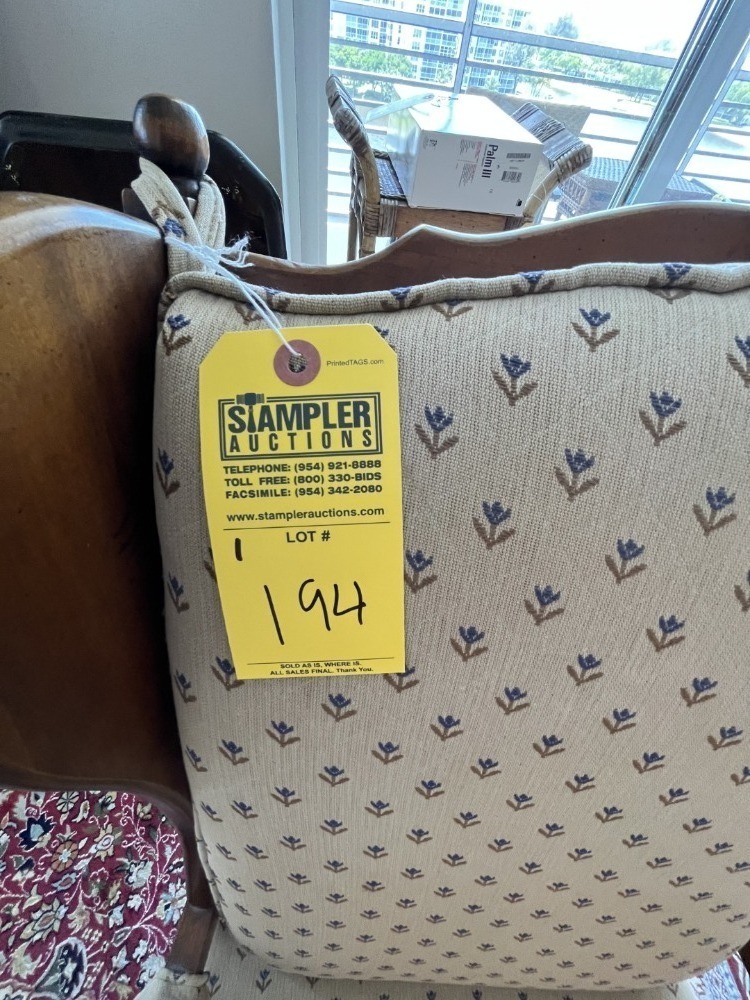 Palm III
PrintedTAGS.com
STAMPLER
AUCTIONS
TELEPHONE: (954) 921-8888
TOLL FREE: (800) 330-BIDS
FACSIMILE: (954) 342-2080
www.stamplerauctions.com
LOT #
1
194
SOLD AS IS, WHERE IS.
ALL SALES FINAL. Thank You.